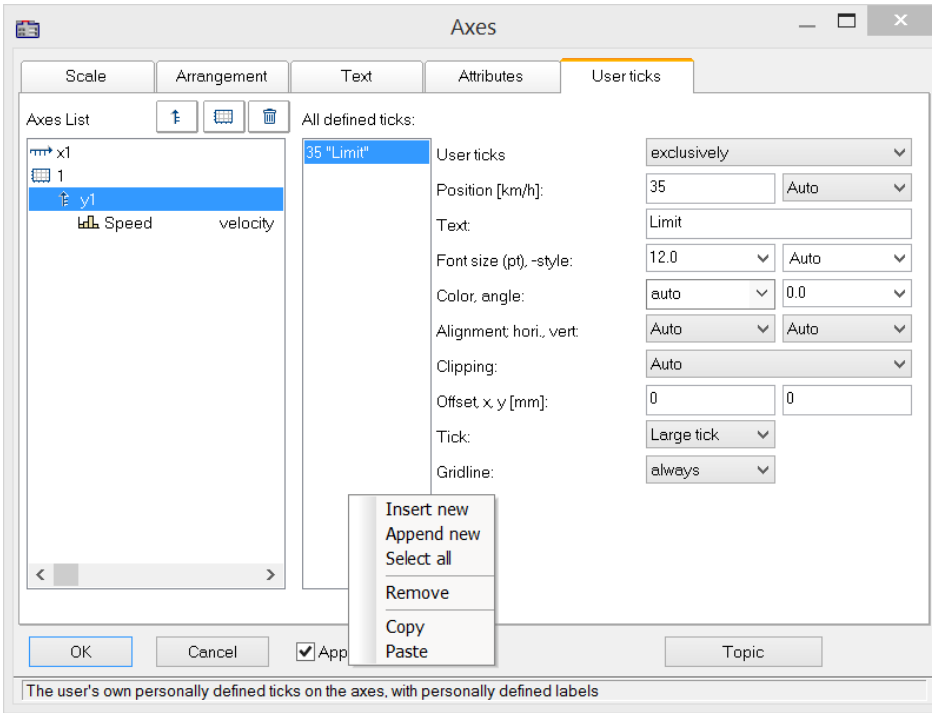 Axes
Scale Arrangement Text Attributes User ticks
Axes List All defined ticks:
x1 35 "Limit" User ticks exclusively
1
y1 Position [km/h]: 35 Auto
Speed velocity Text: Limit
Font size (pt), -style: 12.0 Auto
Color, angle: auto 0.0
Alignment; hori., vert: Auto Auto
Clipping: Auto
Offset, x, y [mm]: 0 0
Tick: Large tick
Gridline: always
Insert new
Append new
Select all
Remove
Copy
Paste
OK Cancel App Topic
The user's own personally defined ticks on the axes, with personally defined labels